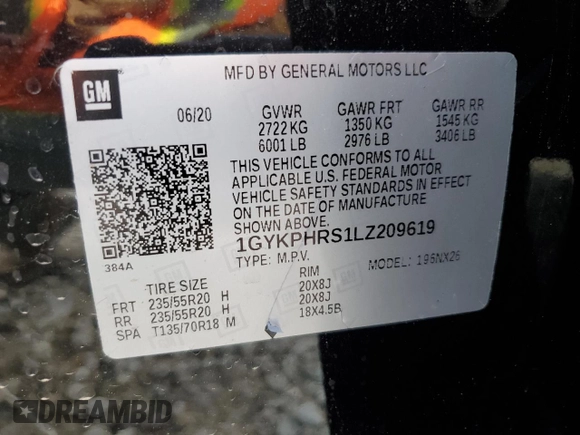 GM
MFD BY GENERAL MOTORS LLC
06/20 GVWR GAWR FRT GAWR RR
2722 KG 1350 KG 1545 KG
6001 LB 2976 LB 3406 LB
THIS VEHICLE CONFORMS TO ALL
APPLICABLE U.S. FEDERAL MOTOR
VEHICLE SAFETY STANDARDS IN EFFECT
ON THE DATE OF MANUFACTURE
SHOWN ABOVE.
384A
1GYKPHRS1LZ209619
TYPE: M.P.V. MODEL: 196NX26
TIRE SIZE RIM
FRT 235/55R20 H 20X8J
RR 235/55R20 H 20X8J
SPA T135/70R18 M 18X4.5B
DREAMBID